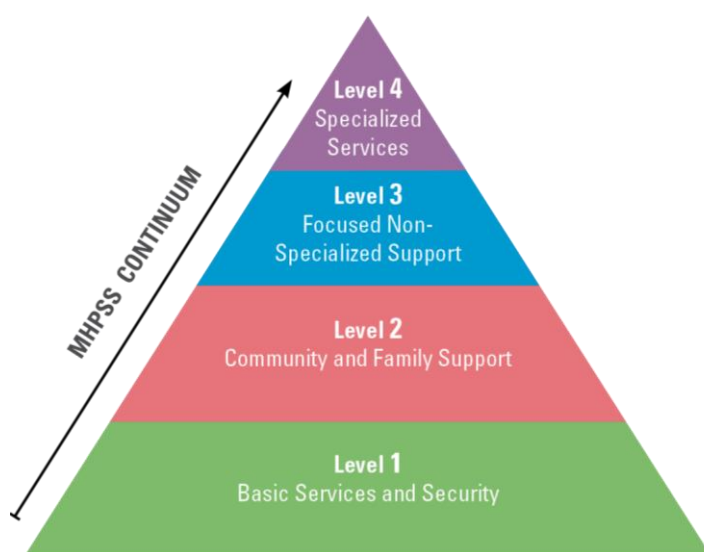 Level 4
Specialized
Services
MHPSS CONTINUUM
Level 3
Focused Non-
Specialized Support
Level 2
Community and Family Support
Level 1
Basic Services and Security